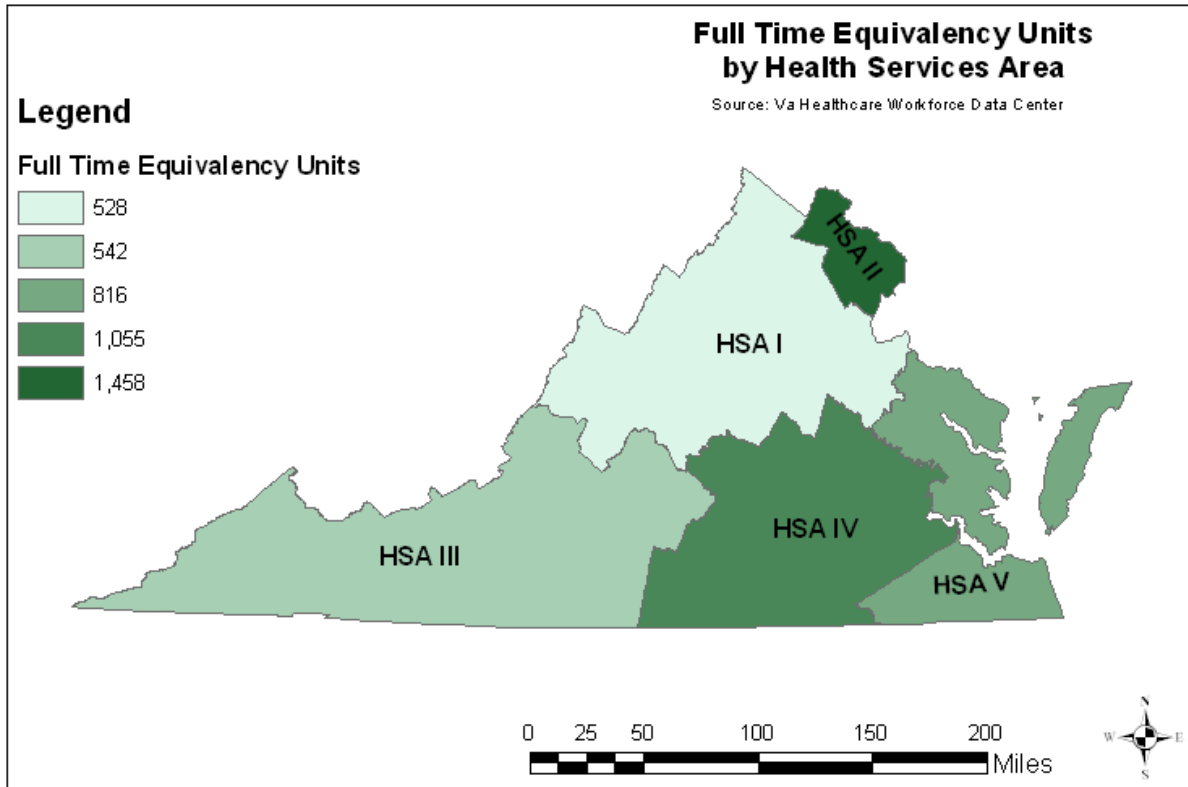 Full Time Equivalency Units
by Health Services Area
Source: Va Healthcare Workforce Data Center
Legend
Full Time Equivalency Units
528
542
816
1,055
1,458
HSA II
HSA I
HSA IV
HSA III
HSA V
0 25 50 100 150 200
Miles
N
W E
S